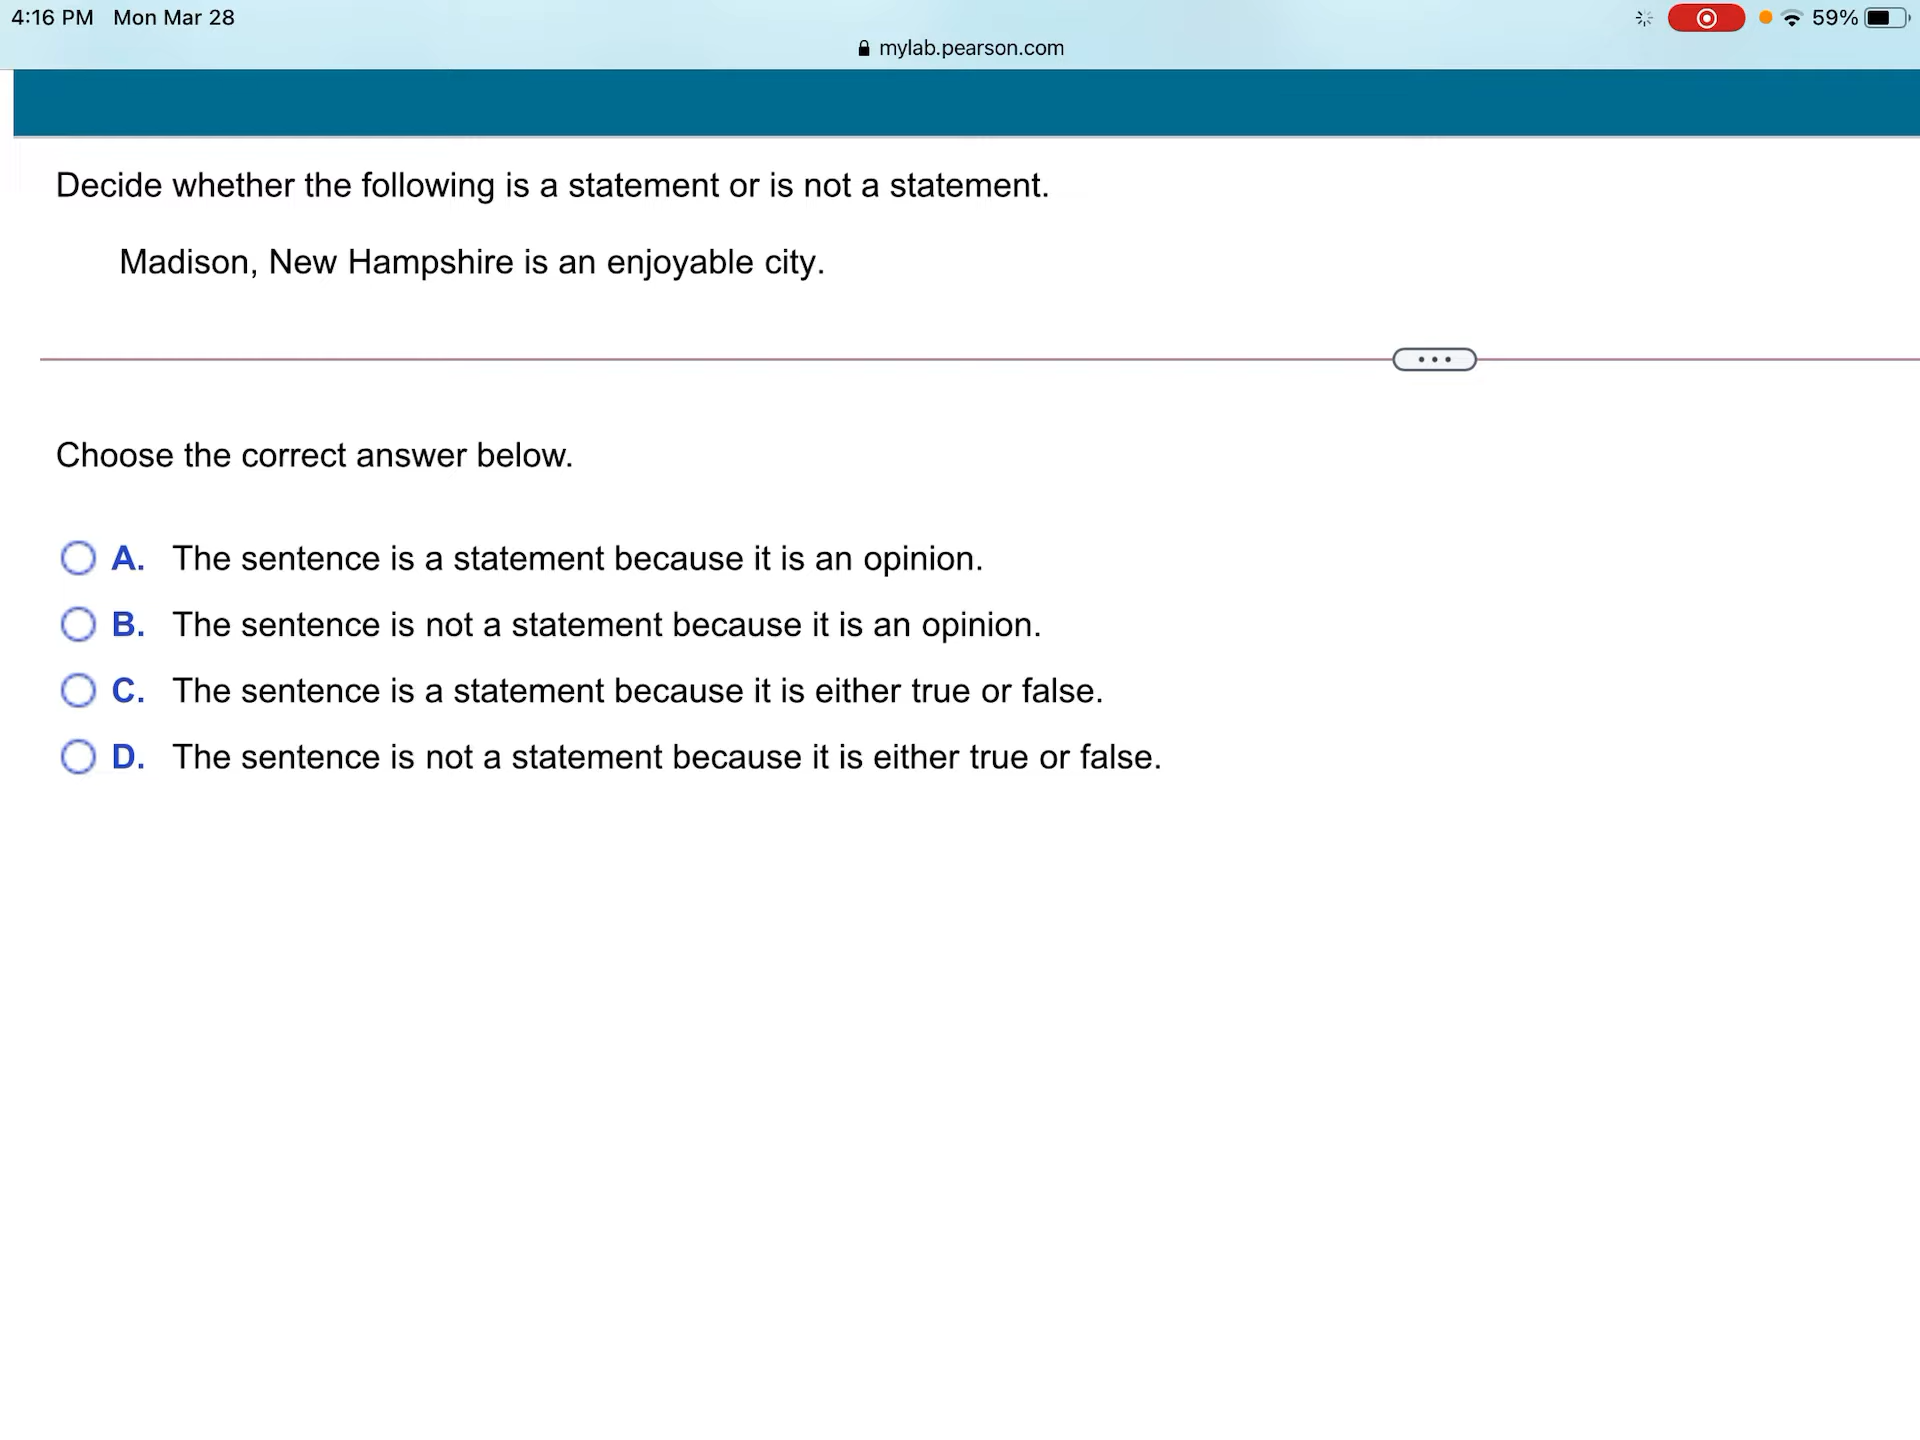 4:16 PM Mon Mar 28
59%
mylab.pearson.com
Decide whether the following is a statement or is not a statement.
Madison, New Hampshire is an enjoyable city.
Choose the correct answer below.
A. The sentence is a statement because it is an opinion.
B. The sentence is not a statement because it is an opinion.
C. The sentence is a statement because it is either true or false.
D. The sentence is not a statement because it is either true or false.